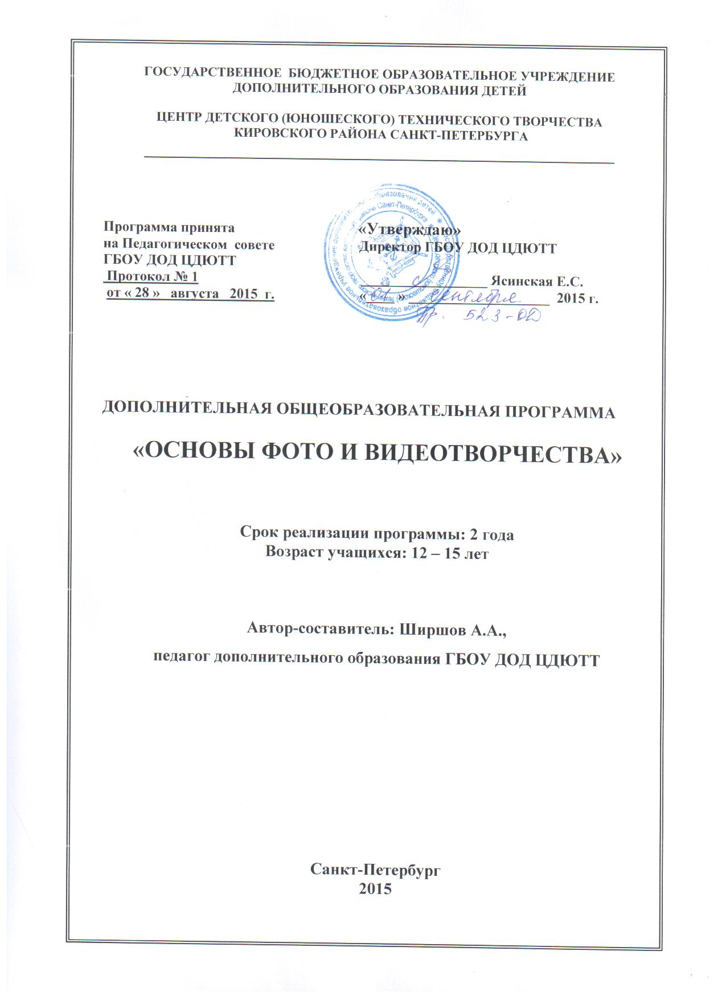 ГОСУДАРСТВЕННОЕ БЮДЖЕТНОЕ ОБРАЗОВАТЕЛЬНОЕ УЧРЕЖДЕНИЕ
ДОПОЛНИТЕЛЬНОГО ОБРАЗОВАНИЯ ДЕТЕЙ
ЦЕНТР ДЕТСКОГО (ЮНОШЕСКОГО) ТЕХНИЧЕСКОГО ТВОРЧЕСТВА
КИРОВСКОГО РАЙОНА САНКТ-ПЕТЕРБУРГА
Программа принята
на Педагогическом совете
ГБОУ ДОД ЦДЮТТ
Протокол № 1
от « 28 » августа 2015 г.
«Утверждаю»
Директор ГБОУ ДОД ЦДЮТТ
Ясинская Е.С.
« 01 » сентября 2015 г.
Пр. 523-ОД
ДОПОЛНИТЕЛЬНАЯ ОБЩЕОБРАЗОВАТЕЛЬНАЯ ПРОГРАММА
«ОСНОВЫ ФОТО И ВИДЕОТВОРЧЕСТВА»
Срок реализации программы: 2 года
Возраст учащихся: 12 – 15 лет
Автор-составитель: Ширшов А.А.,
педагог дополнительного образования ГБОУ ДОД ЦДЮТТ
Санкт-Петербург
2015